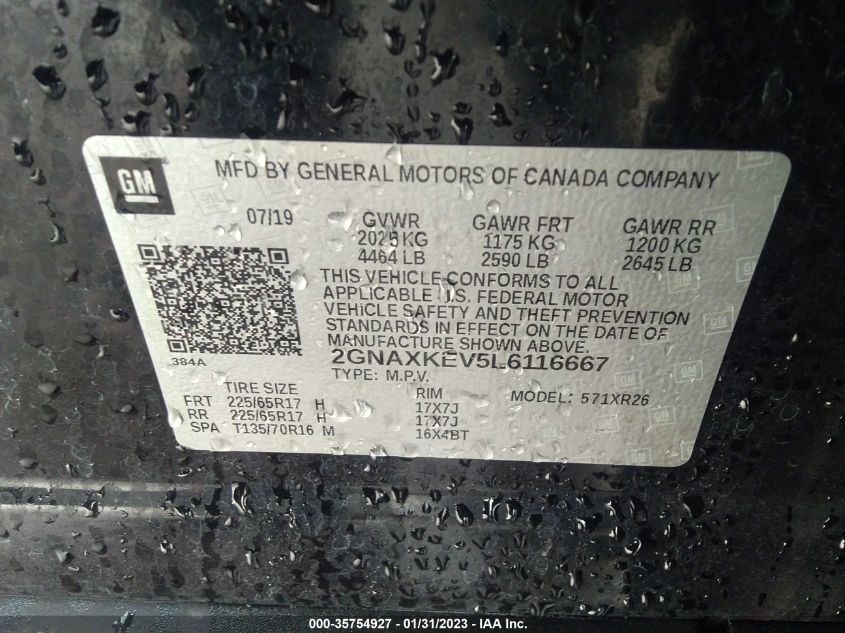 GM
MFD BY GENERAL MOTORS OF CANADA COMPANY
07/19
GVWR GAWR FRT GAWR RR
2025 KG 1175 KG 1200 KG
4464 LB 2590 LB 2645 LB
THIS VEHICLE CONFORMS TO ALL
APPLICABLE U.S. FEDERAL MOTOR
VEHICLE SAFETY AND THEFT PREVENTION
STANDARDS IN EFFECT ON THE DATE OF
MANUFACTURE SHOWN ABOVE.
384A
2GNAXKEV5L6116667
TYPE: M.P.V.
MODEL: 571XR26
TIRE SIZE RIM
FRT 225/65R17 H 17X7J
RR 225/65R17 H 17X7J
SPA T135/70R16 M 16X4BT
000-35754927 - 01/31/2023 - IAA Inc.